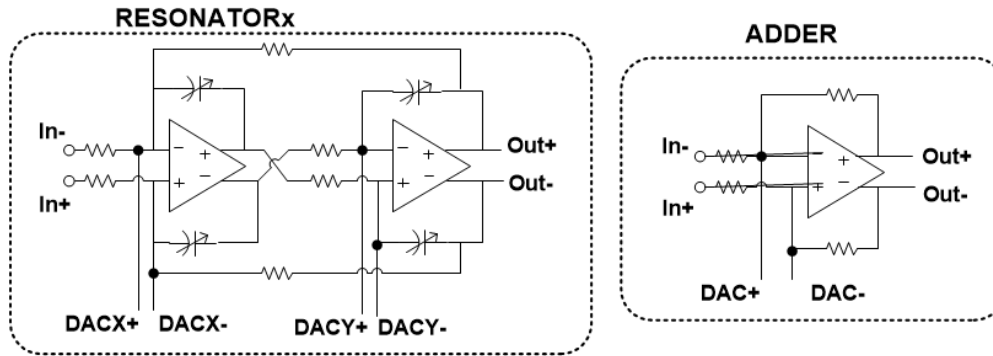 RESONATORx
ADDER
In-
In+
Out+
Out-
DACX+ DACX-
DACY+ DACY-
In-
In+
Out+
Out-
DAC+ DAC-